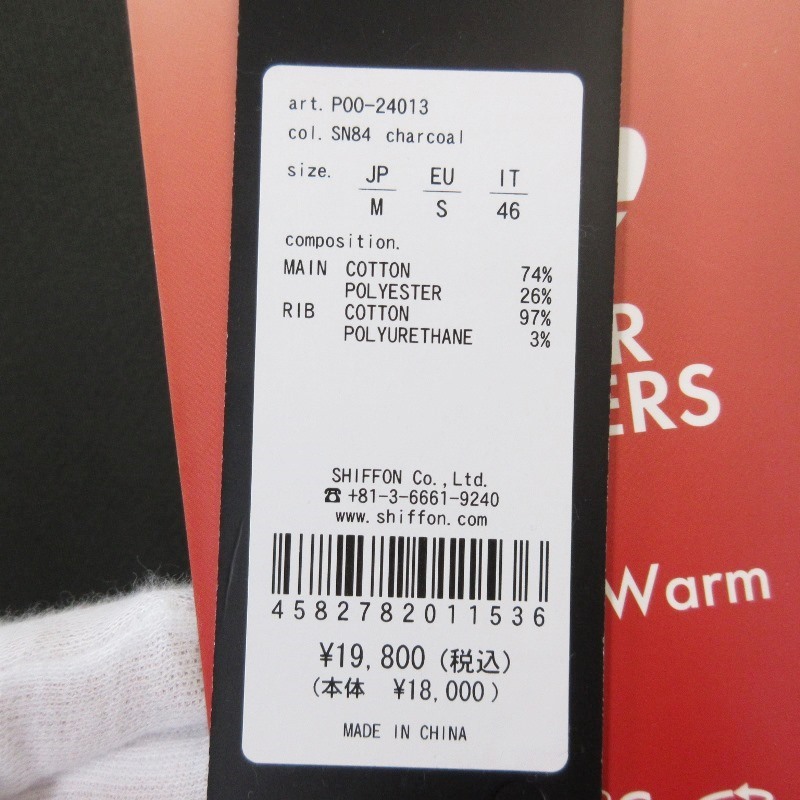 art. P00-24013
col. SN84 charcoal
size. JP EU IT
M S 46
composition.
MAIN COTTON 74%
POLYESTER 26%
RIB COTTON 97%
POLYURETHANE 3%
SHIFFON Co.,Ltd.
☎ +81-3-6661-9240
www.shiffon.com
4582782011536
¥19,800 (税込)
(本体 ¥18,000)
MADE IN CHINA
Warm